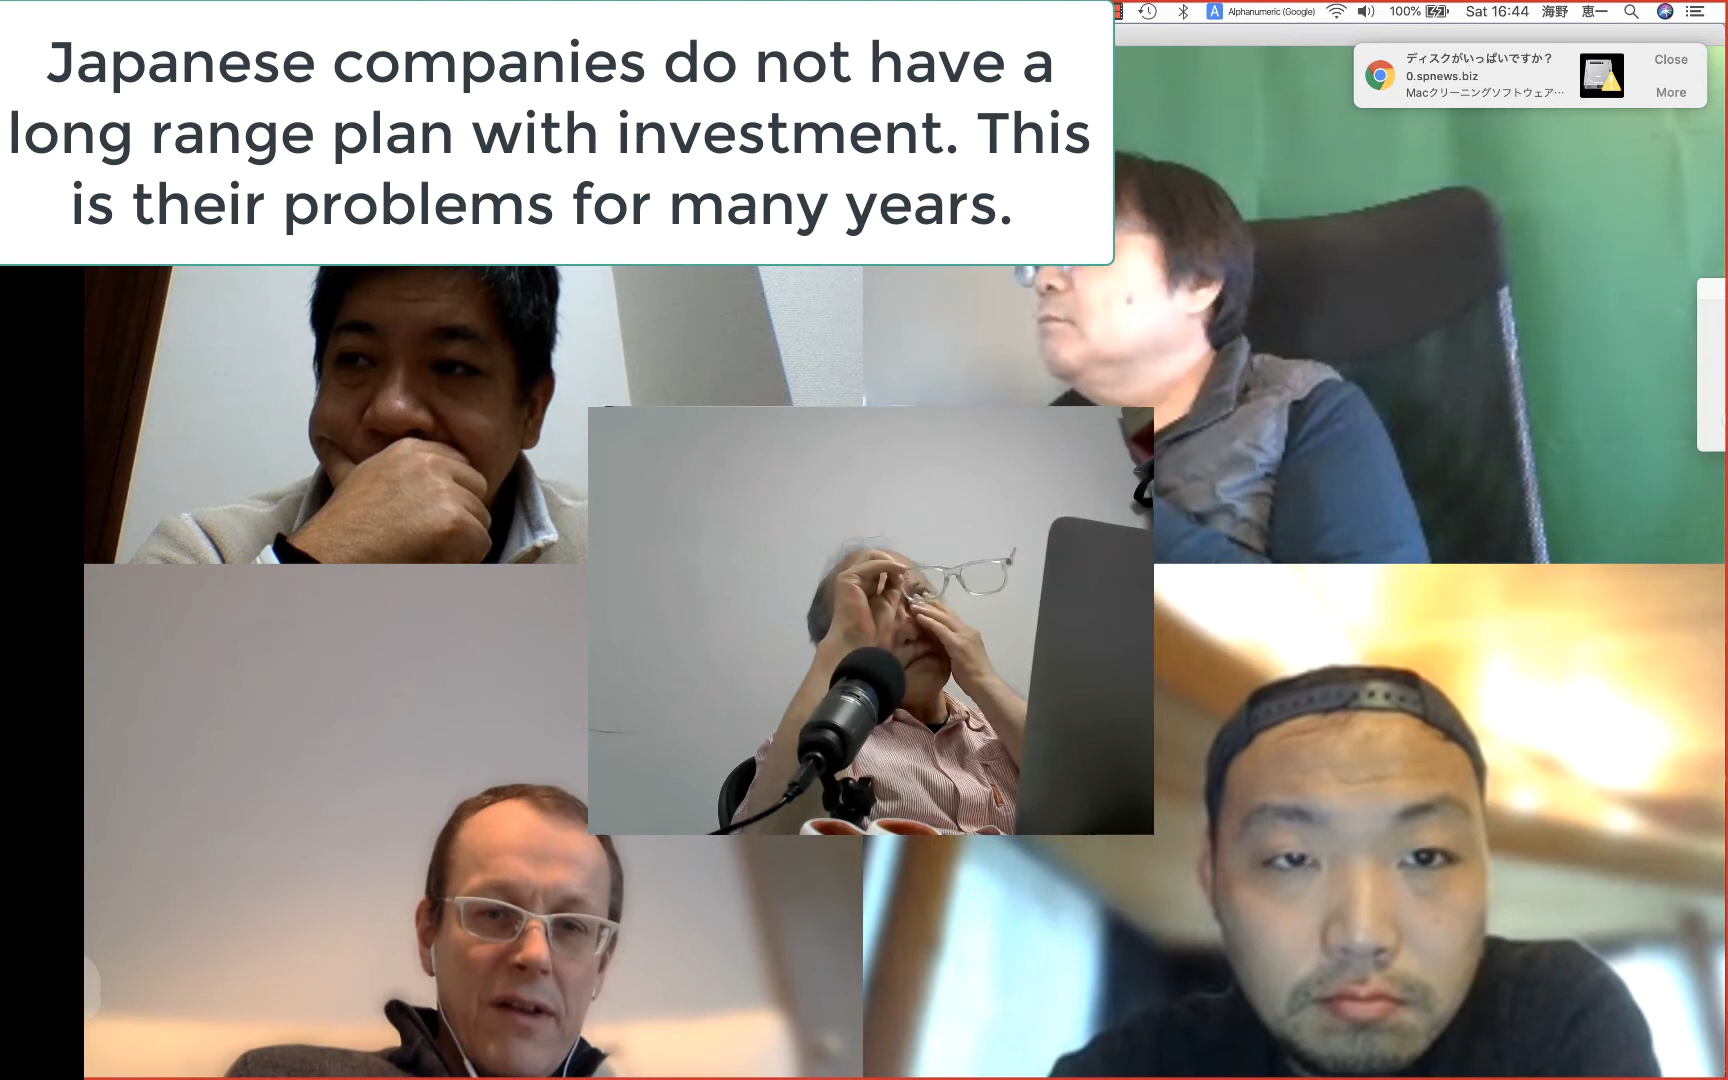 Japanese companies do not have a
long range plan with investment. This
is their problems for many years.
Alphanumeric (Google) 100% Sat 16:44 海野 恵一
A
ディスクがいっぱいですか？
0.spnews.biz
Macクリーニングソフトウェア…
Close
More